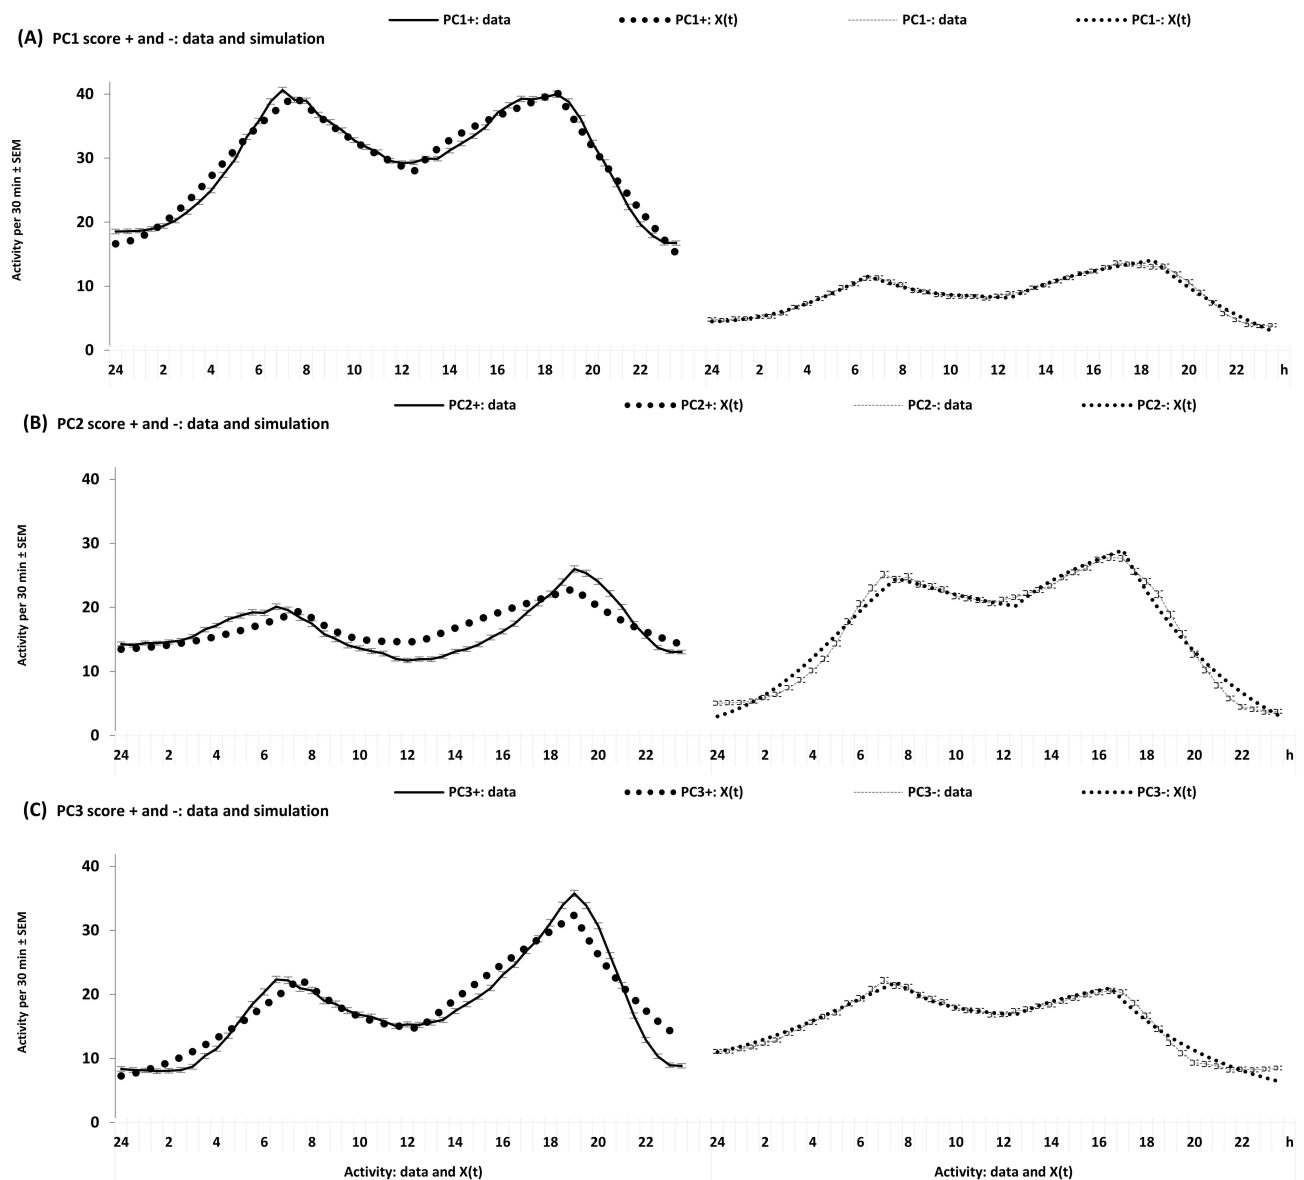 PC1+: data PC1+: X(t) PC1-: data PC1-: X(t)
(A) PC1 score + and -: data and simulation
Activity per 30 min ± SEM
40
30
20
10
0
24 2 4 6 8 10 12 14 16 18 20 22 24 2 4 6 8 10 12 14 16 18 20 22 h
PC2+: data PC2+: X(t) PC2-: data PC2-: X(t)
(B) PC2 score + and -: data and simulation
Activity per 30 min ± SEM
40
30
20
10
0
24 2 4 6 8 10 12 14 16 18 20 22 24 2 4 6 8 10 12 14 16 18 20 22 h
PC3+: data PC3+: X(t) PC3-: data PC3-: X(t)
(C) PC3 score + and -: data and simulation
Activity per 30 min ± SEM
40
30
20
10
0
24 2 4 6 8 10 12 14 16 18 20 22 24 2 4 6 8 10 12 14 16 18 20 22 h
Activity: data and X(t) Activity: data and X(t)